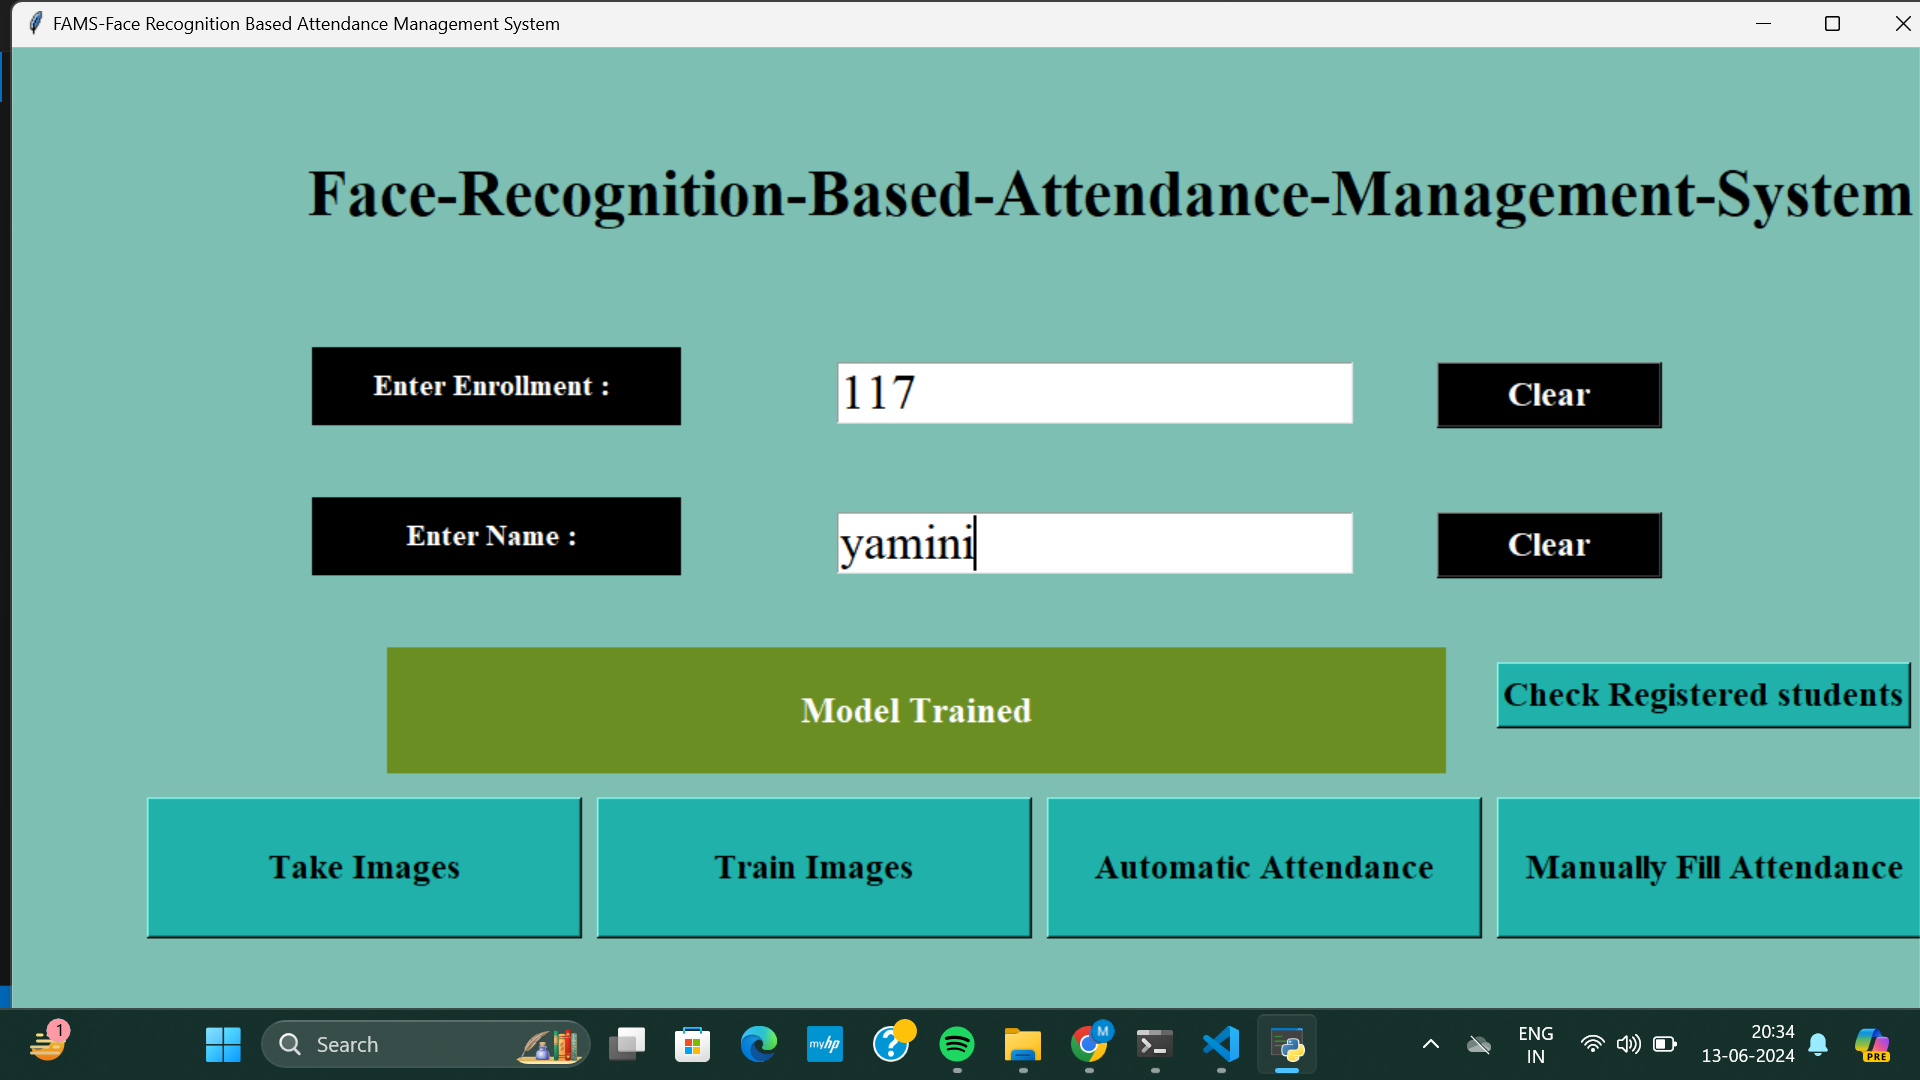 FAMS-Face Recognition Based Attendance Management System
Face-Recognition-Based-Attendance-Management-System
Enter Enrollment :
117
Clear
Enter Name :
yamini
Clear
Model Trained
Check Registered students
Take Images
Train Images
Automatic Attendance
Manually Fill Attendance
1
Search
myhp
?
M
ENG
IN
20:34
13-06-2024
PRE